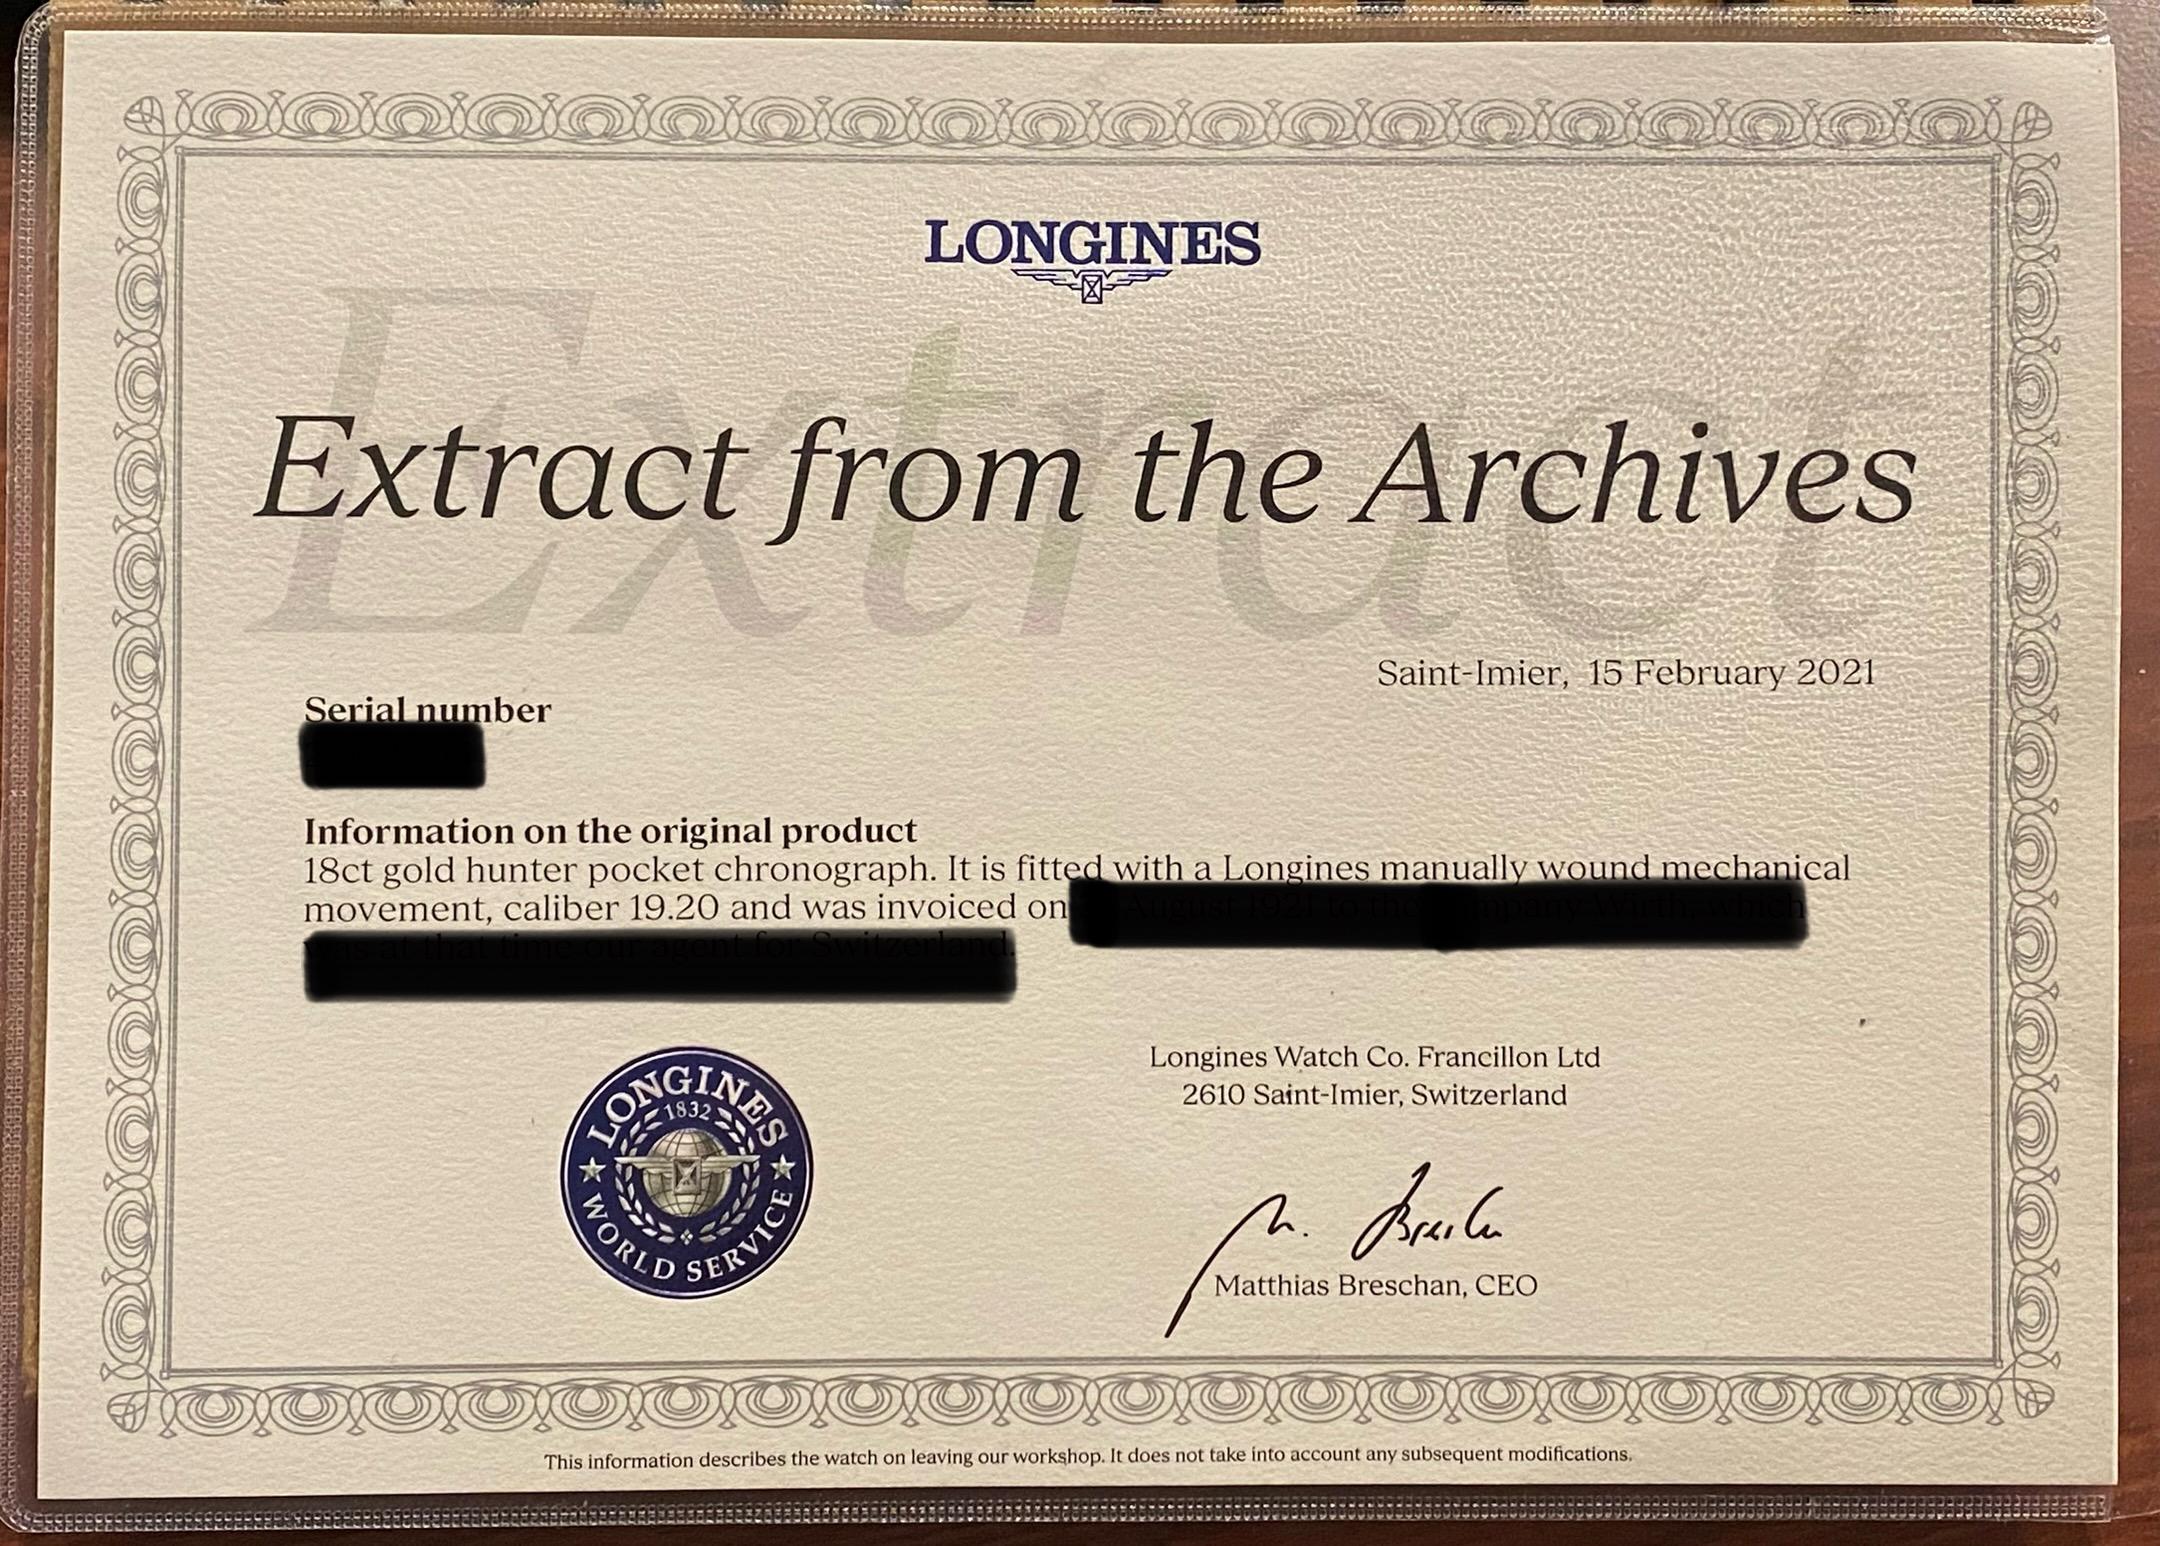 LONGINES
Extract
Extract from the Archives
Saint-Imier, 15 February 2021
Serial number
Information on the original product
18ct gold hunter pocket chronograph. It is fitted with a Longines manually wound mechanical
movement, caliber 19.20 and was invoiced on
LONGINES
1832
WORLD SERVICE
Longines Watch Co. Francillon Ltd
2610 Saint-Imier, Switzerland
Matthias Breschan, CEO
This information describes the watch on leaving our workshop. It does not take into account any subsequent modifications.